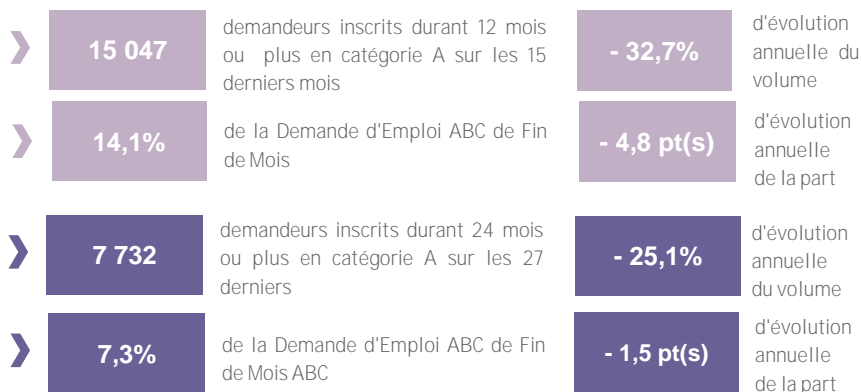 15 047
demandeurs inscrits durant 12 mois
ou plus en catégorie A sur les 15
derniers mois
- 32,7%
d'évolution
annuelle du
volume
14,1%
de la Demande d'Emploi ABC de Fin
de Mois
- 4,8 pt(s)
d'évolution
annuelle
de la part
7 732
demandeurs inscrits durant 24 mois
ou plus en catégorie A sur les 27
derniers
- 25,1%
d'évolution
annuelle
du volume
7,3%
de la Demande d'Emploi ABC de Fin
de Mois ABC
- 1,5 pt(s)
d'évolution
annuelle
de la part